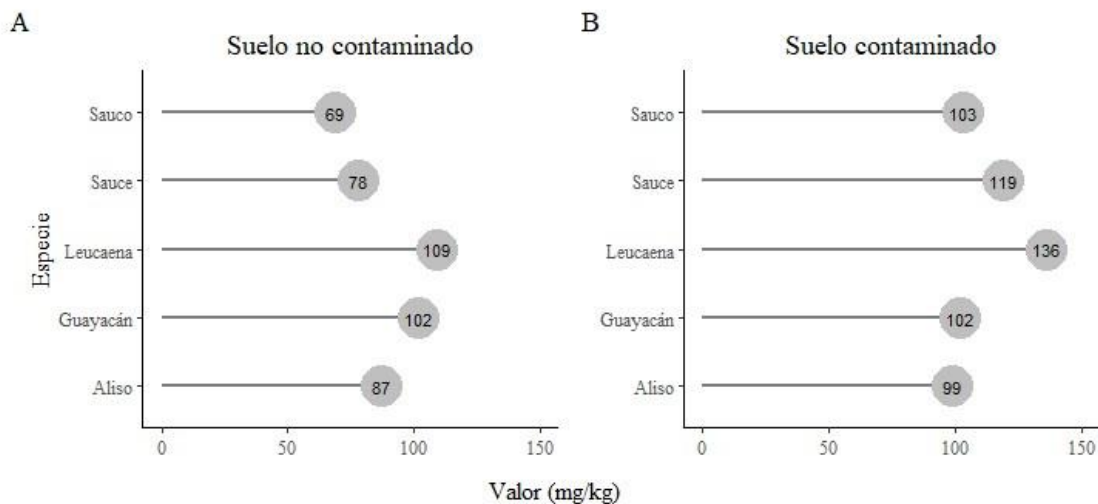 A
Suelo no contaminado
Especie
Sauco
69
Sauce
78
Leucaena
109
Guayacán
102
Aliso
87
0 50 100 150
B
Suelo contaminado
Sauco
103
Sauce
119
Leucaena
136
Guayacán
102
Aliso
99
0 50 100 150
Valor (mg/kg)